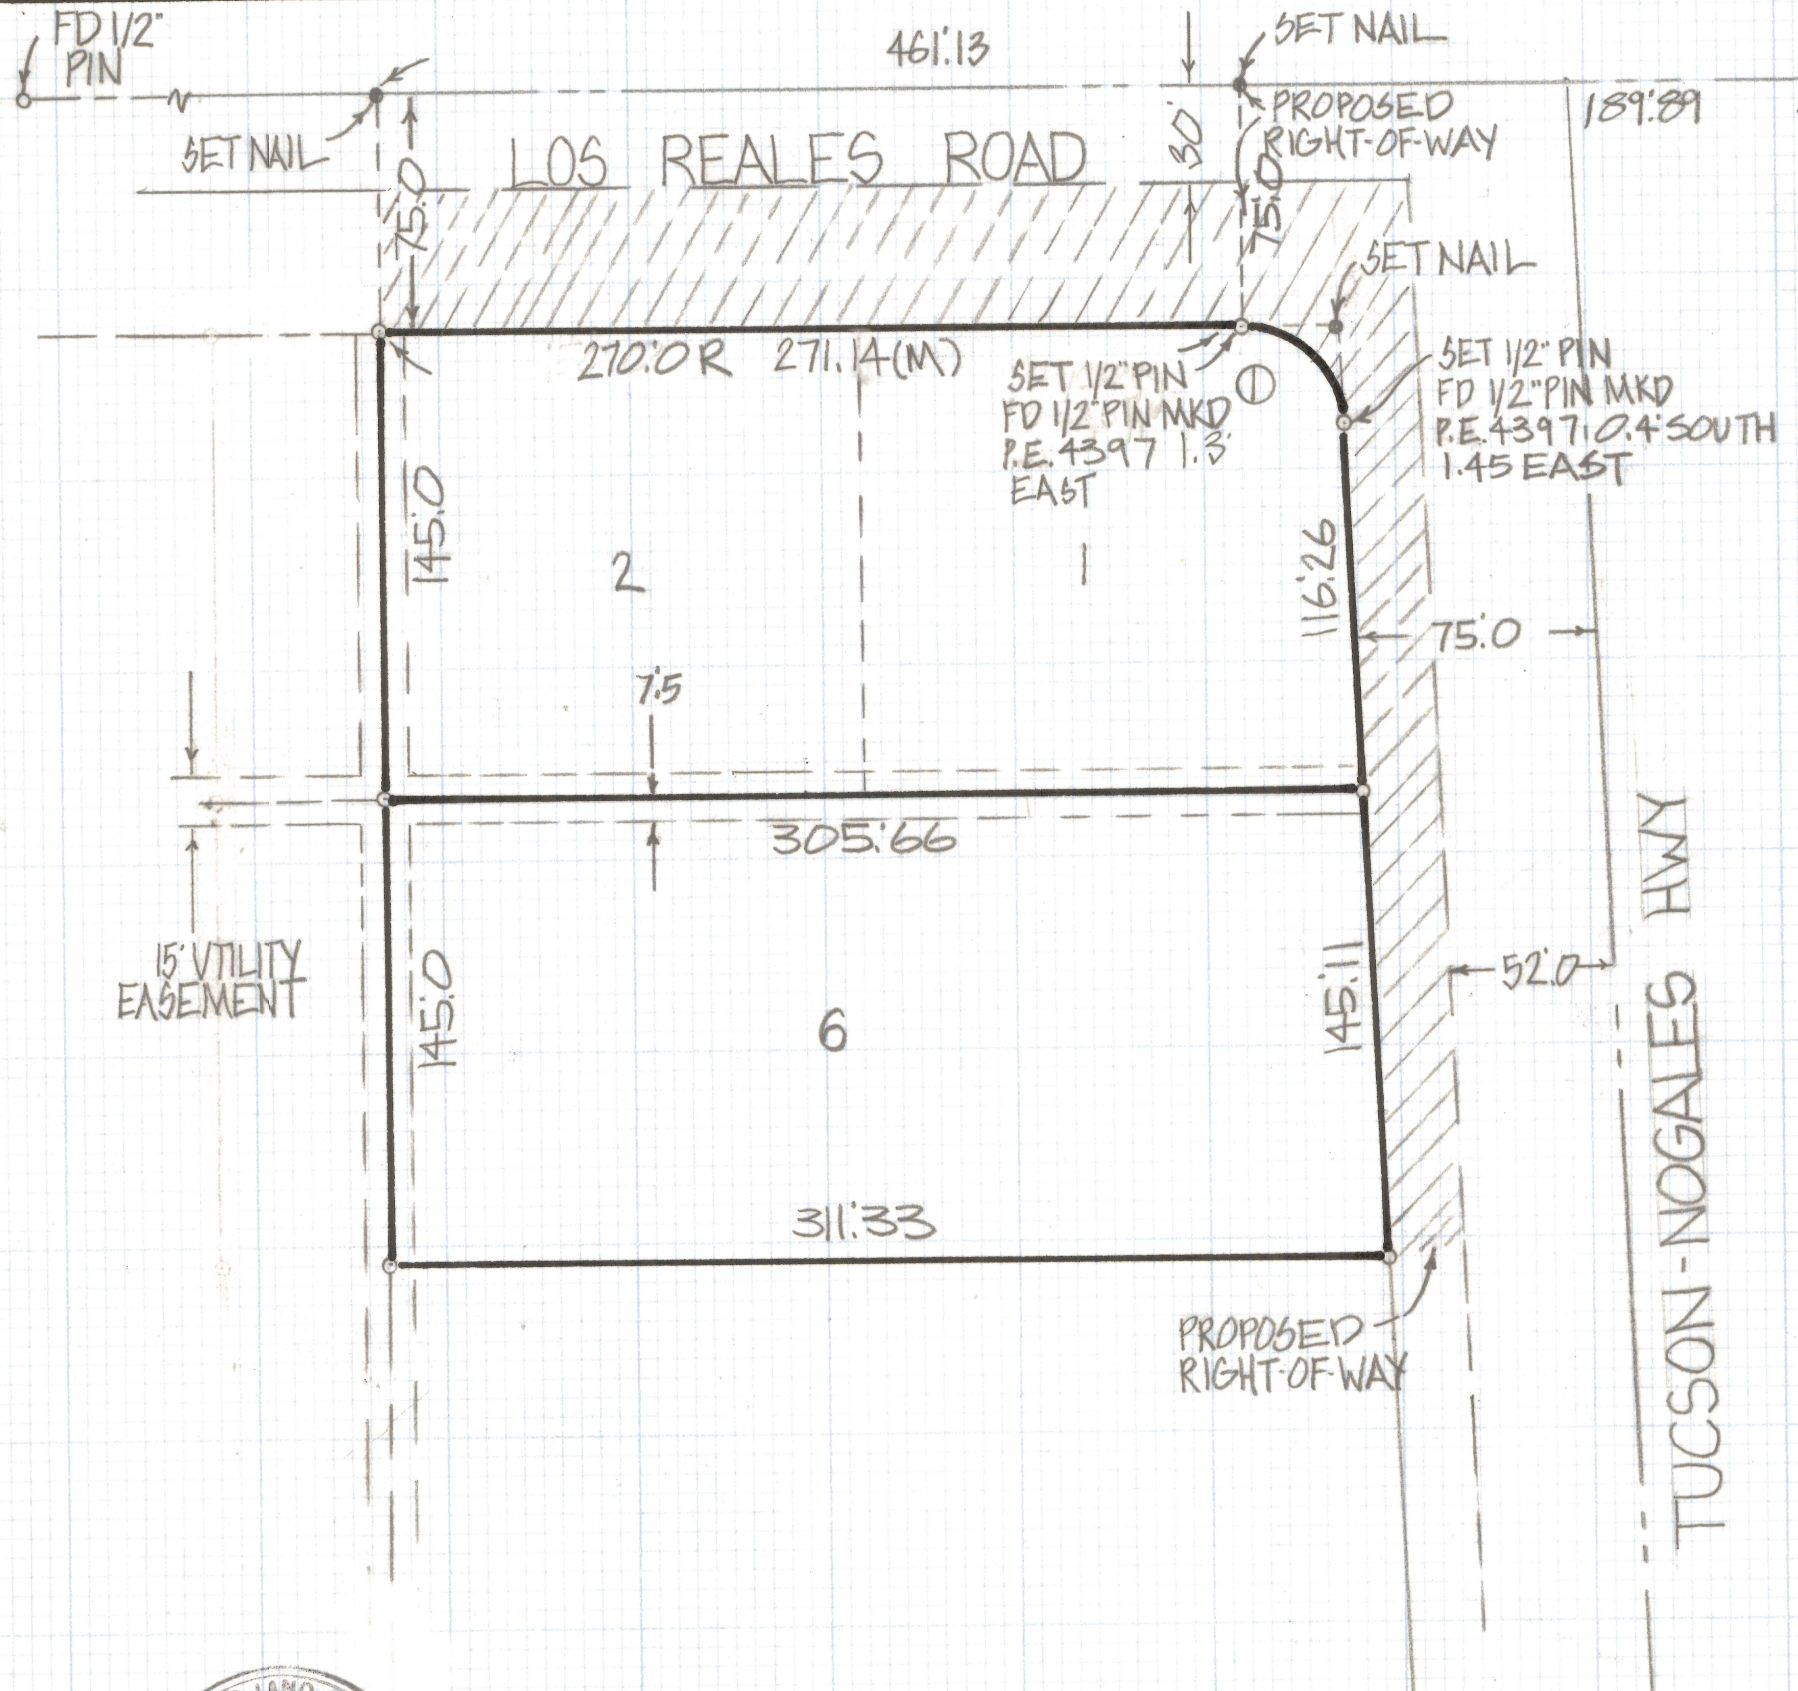 FD 1/2"
PIN
461.'13
SET NAIL
PROPOSED
RIGHT-OF-WAY
189.'89
SET NAIL
LOS REALES ROAD
30'
75.'0
75.'0
SET NAIL
270.'0 R 271.14(M)
SET 1/2" PIN
FD 1/2" PIN MKD
P.E. 4397 1.3'
EAST
1
SET 1/2" PIN
FD 1/2" PIN MKD
P.E. 4397, 0.4' SOUTH
1.45 EAST
145.'0
2
1
116.'26
75.'0
7.'5
305.'66
15' UTILITY
EASEMENT
145.'0
6
145.'11
52.'0
311.'33
PROPOSED
RIGHT-OF-WAY
TUCSON-NOGALES HWY